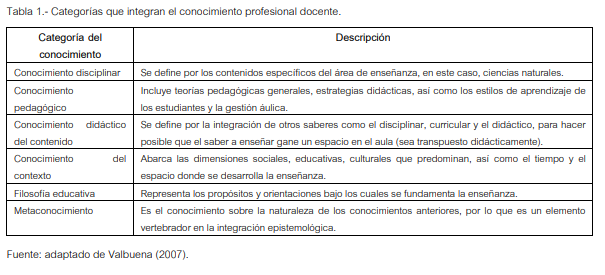 Tabla 1.- Categorías que integran el conocimiento profesional docente.
Categoría del
conocimiento
Descripción
Conocimiento disciplinar
Se define por los contenidos específicos del área de enseñanza, en este caso, ciencias naturales.
Conocimiento
pedagógico
Incluye teorías pedagógicas generales, estrategias didácticas, así como los estilos de aprendizaje de
los estudiantes y la gestión áulica.
Conocimiento didáctico
del contenido
Se define por la integración de otros saberes como el disciplinar, curricular y el didáctico, para hacer
posible que el saber a enseñar gane un espacio en el aula (sea transpuesto didácticamente).
Conocimiento del
contexto
Abarca las dimensiones sociales, educativas, culturales que predominan, así como el tiempo y el
espacio donde se desarrolla la enseñanza.
Filosofía educativa
Representa los propósitos y orientaciones bajo los cuales se fundamenta la enseñanza.
Metaconocimiento
Es el conocimiento sobre la naturaleza de los conocimientos anteriores, por lo que es un elemento
vertebrador en la integración epistemológica.
Fuente: adaptado de Valbuena (2007).